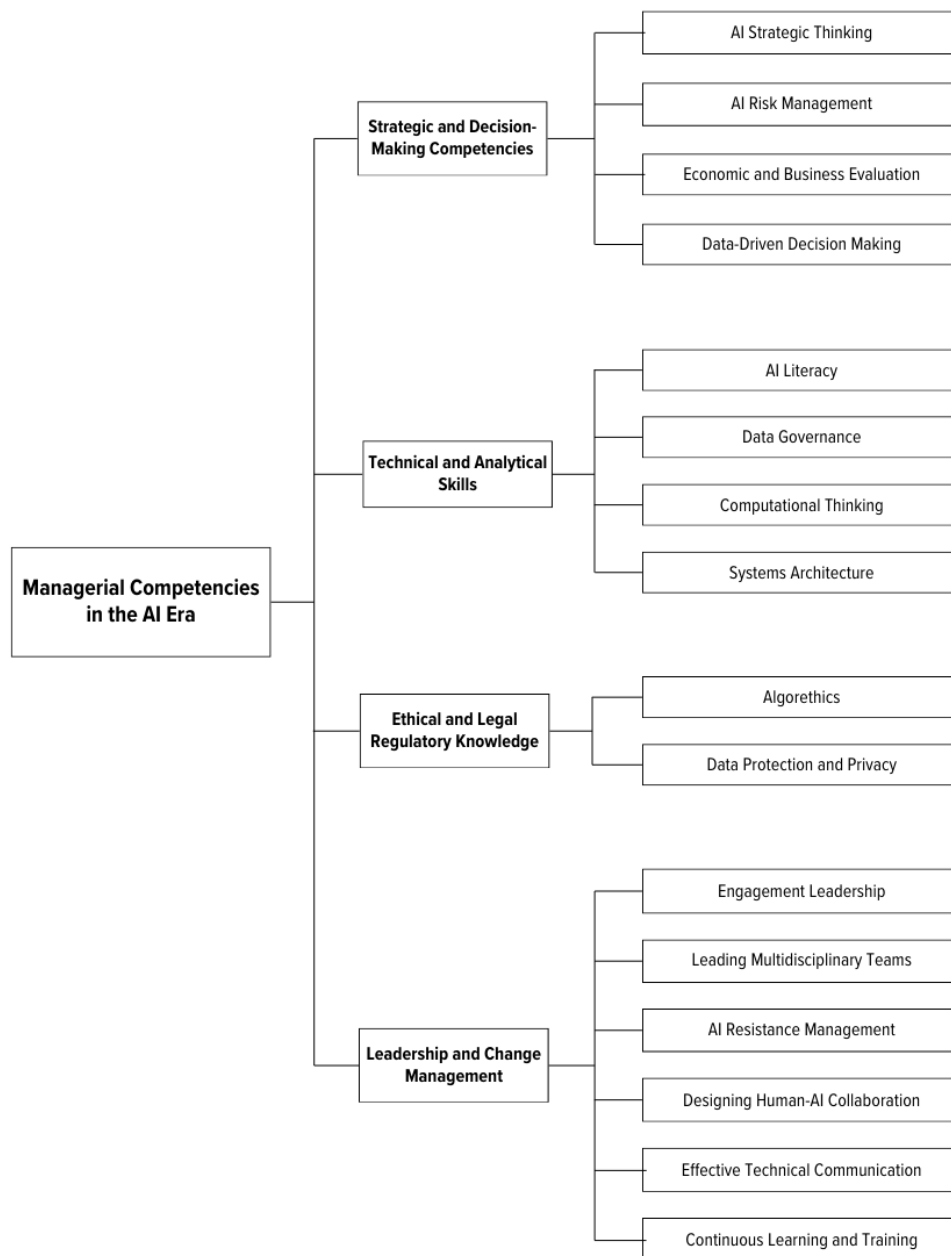 AI Strategic Thinking
AI Risk Management
Strategic and Decision-
Making Competencies
Economic and Business Evaluation
Data-Driven Decision Making
AI Literacy
Data Governance
Technical and Analytical
Skills
Computational Thinking
Systems Architecture
Managerial Competencies
in the AI Era
Algorethics
Ethical and Legal
Regulatory Knowledge
Data Protection and Privacy
Engagement Leadership
Leading Multidisciplinary Teams
AI Resistance Management
Leadership and Change
Management
Designing Human-AI Collaboration
Effective Technical Communication
Continuous Learning and Training